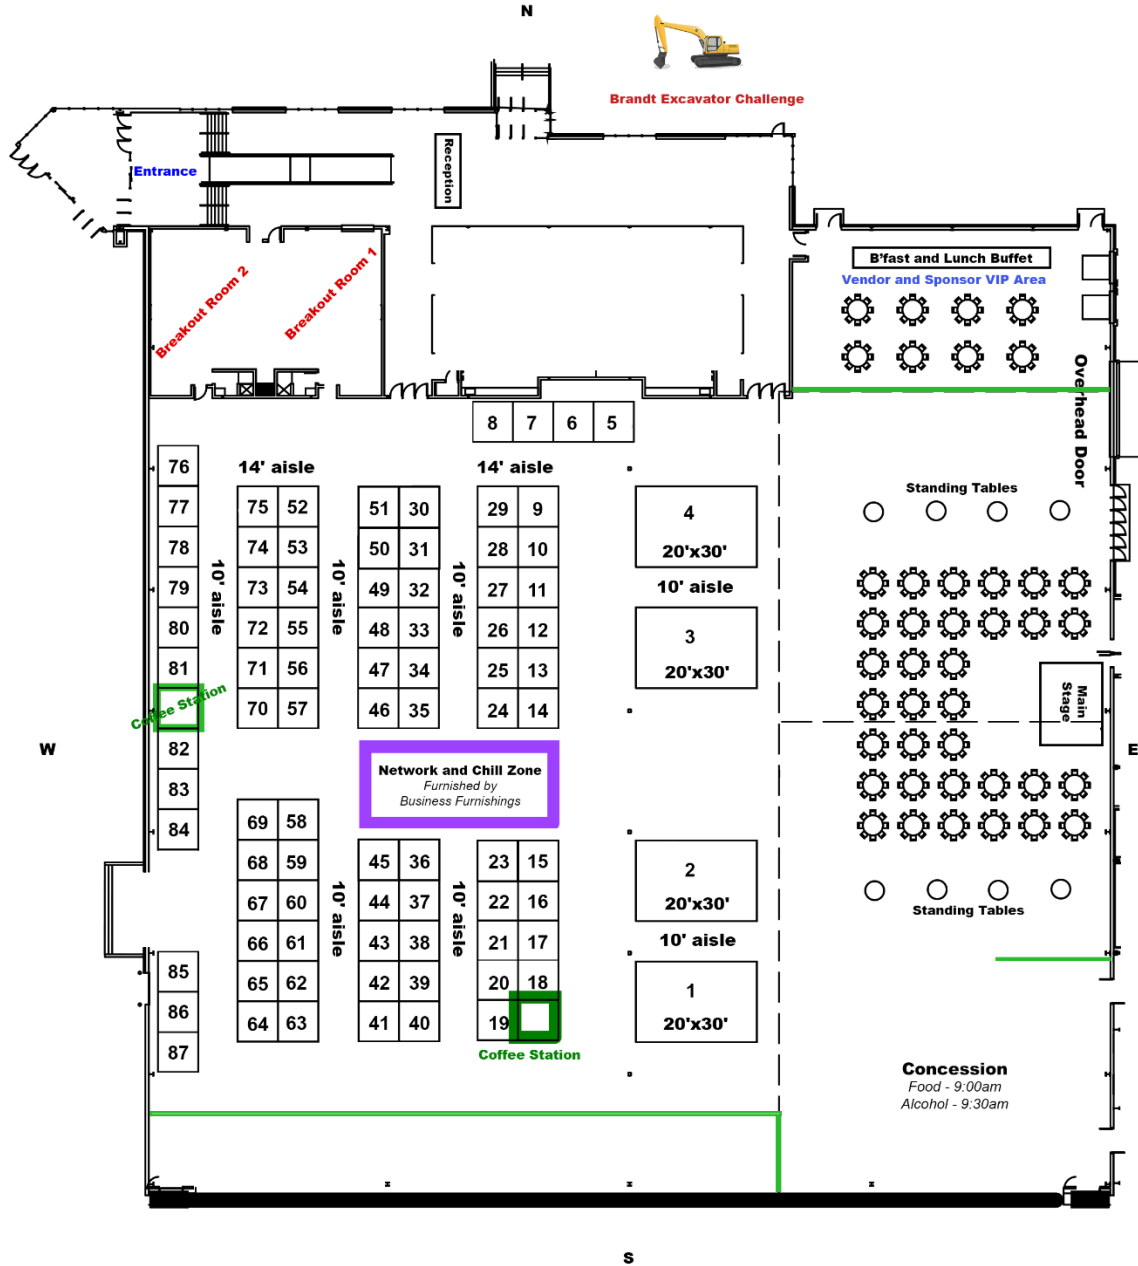 N
Brandt Excavator Challenge
Entrance
Reception
B'fast and Lunch Buffet
Vendor and Sponsor VIP Area
Breakout Room 2
Breakout Room 1
Overhead Door
8 7 6 5
76
14' aisle
14' aisle
Standing Tables
77
75 52
51 30
29 9
4
20'x30'
78
74 53
50 31
28 10
10' aisle
10' aisle
10' aisle
79
73 54
49 32
27 11
10' aisle
80
72 55
48 33
26 12
3
20'x30'
81
71 56
47 34
25 13
Coffee Station
70 57
46 35
24 14
Main
Stage
W
82
E
Network and Chill Zone
Furnished by
Business Furnishings
83
84
69 58
68 59
45 36
23 15
2
20'x30'
67 60
44 37
22 16
10' aisle
10' aisle
Standing Tables
66 61
43 38
21 17
10' aisle
85
65 62
42 39
20 18
1
20'x30'
86
64 63
41 40
19
87
Coffee Station
Concession
Food - 9:00am
Alcohol - 9:30am
S